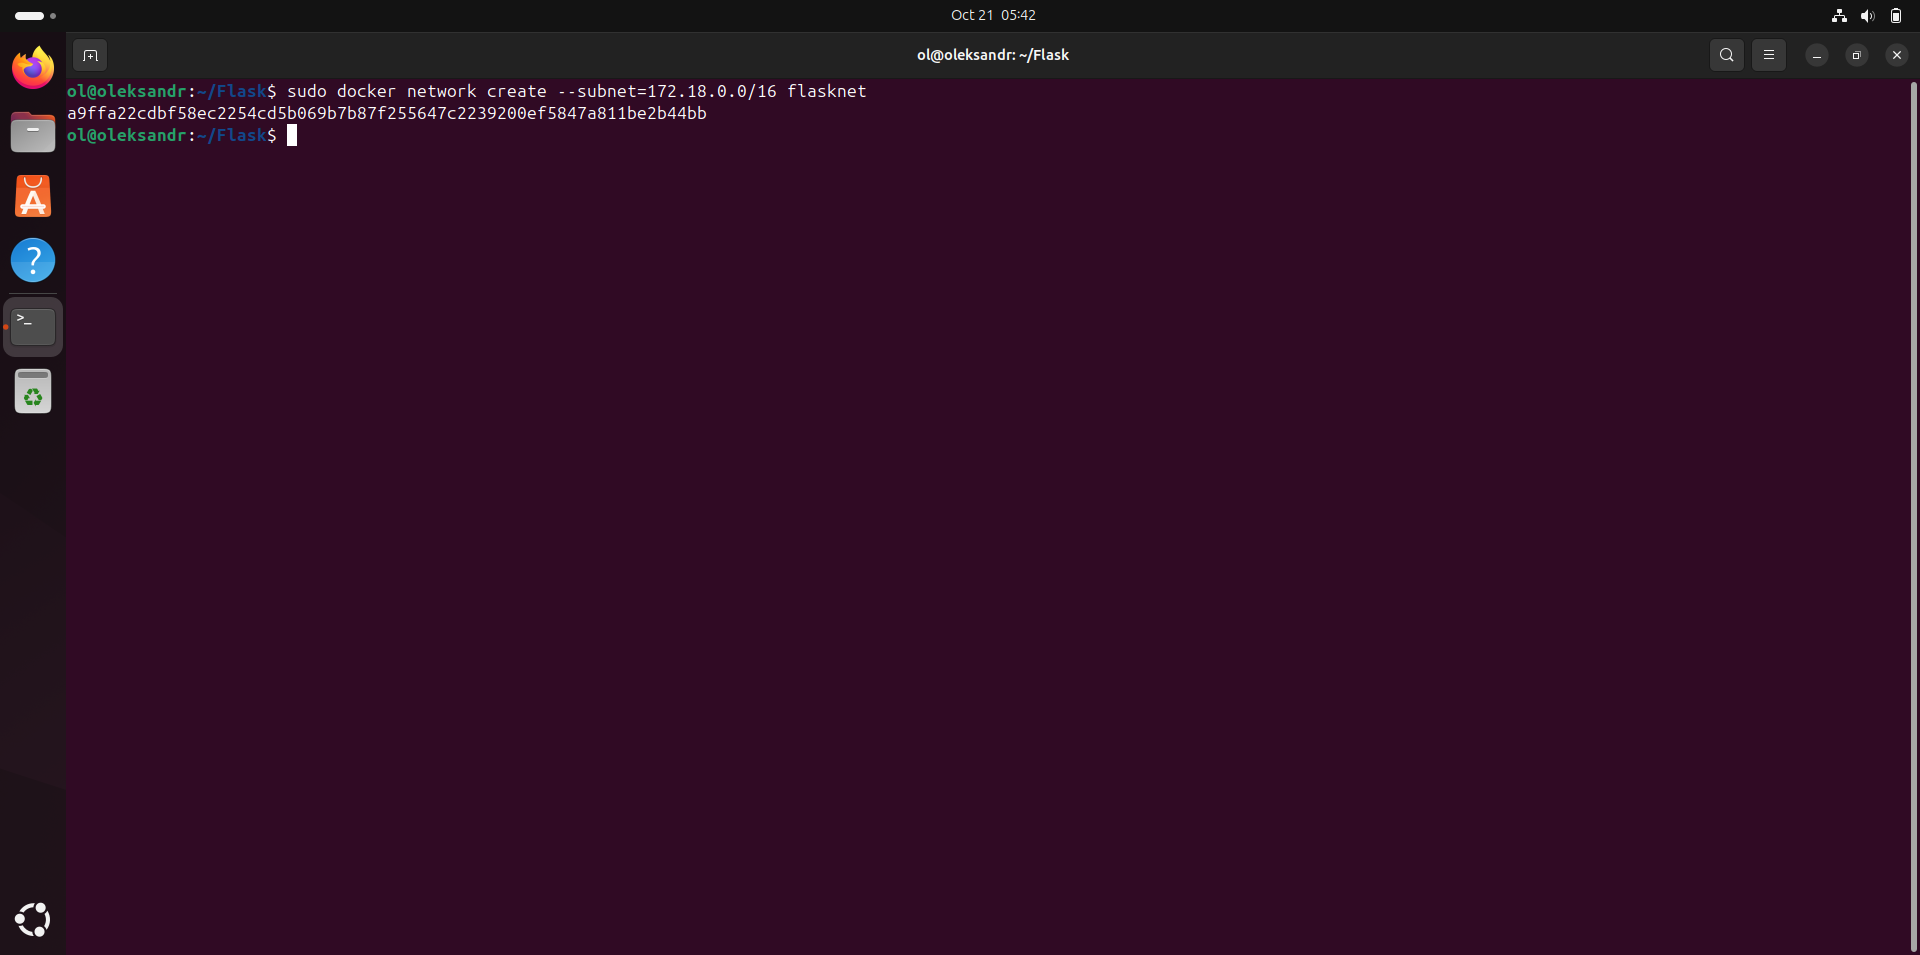 Oct 21 05:42
ol@oleksandr: ~/Flask
ol@oleksandr:~/Flask$ sudo docker network create --subnet=172.18.0.0/16 flasknet
a9ffa22cdbf58ec2254cd5b069b7b87f255647c2239200ef5847a811be2b44bb
ol@oleksandr:~/Flask$